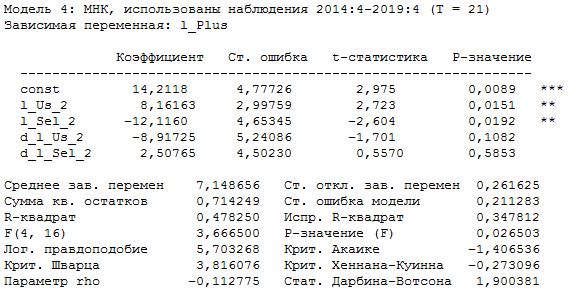 Модель 4: МНК, использованы наблюдения 2014:4-2019:4 (T = 21)
Зависимая переменная: l_Plus
Коэффициент Ст. ошибка t-статистика P-значение
---------------------------------------------------------------
const 14,2118 4,77726 2,975 0,0089 ***
l_Us_2 8,16163 2,99759 2,723 0,0151 **
l_Sel_2 -12,1160 4,65345 -2,604 0,0192 **
d_l_Us_2 -8,91725 5,24086 -1,701 0,1082
d_l_Sel_2 2,50765 4,50230 0,5570 0,5853
Среднее зав. перемен 7,148656 Ст. откл. зав. перемен 0,261625
Сумма кв. остатков 0,714249 Ст. ошибка модели 0,211283
R-квадрат 0,478250 Испр. R-квадрат 0,347812
F(4, 16) 3,666500 Р-значение (F) 0,026503
Лог. правдоподобие 5,703268 Крит. Акаике -1,406536
Крит. Шварца 3,816076 Крит. Хеннана-Куинна -0,273096
Параметр rho -0,112775 Стат. Дарбина-Вотсона 1,900381